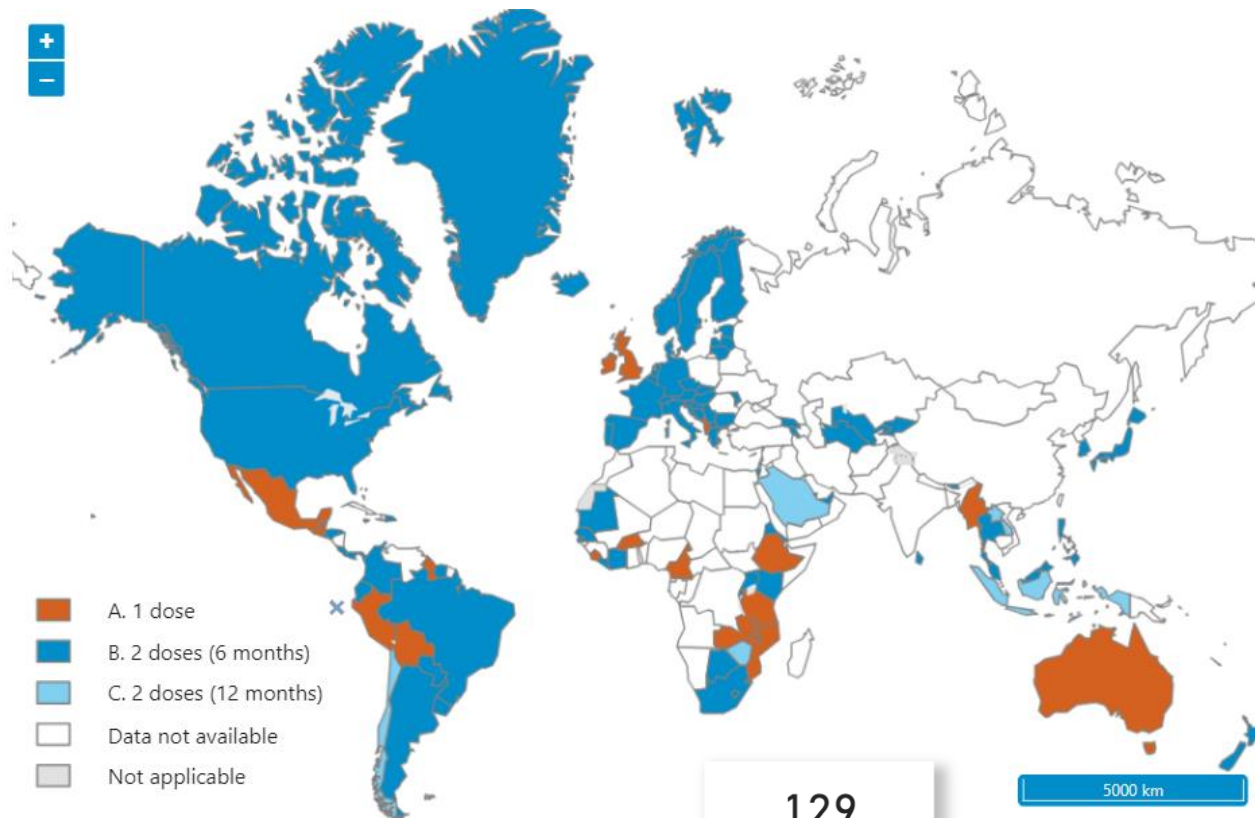 +
−
A. 1 dose
B. 2 doses (6 months)
C. 2 doses (12 months)
Data not available
Not applicable
129
5000 km